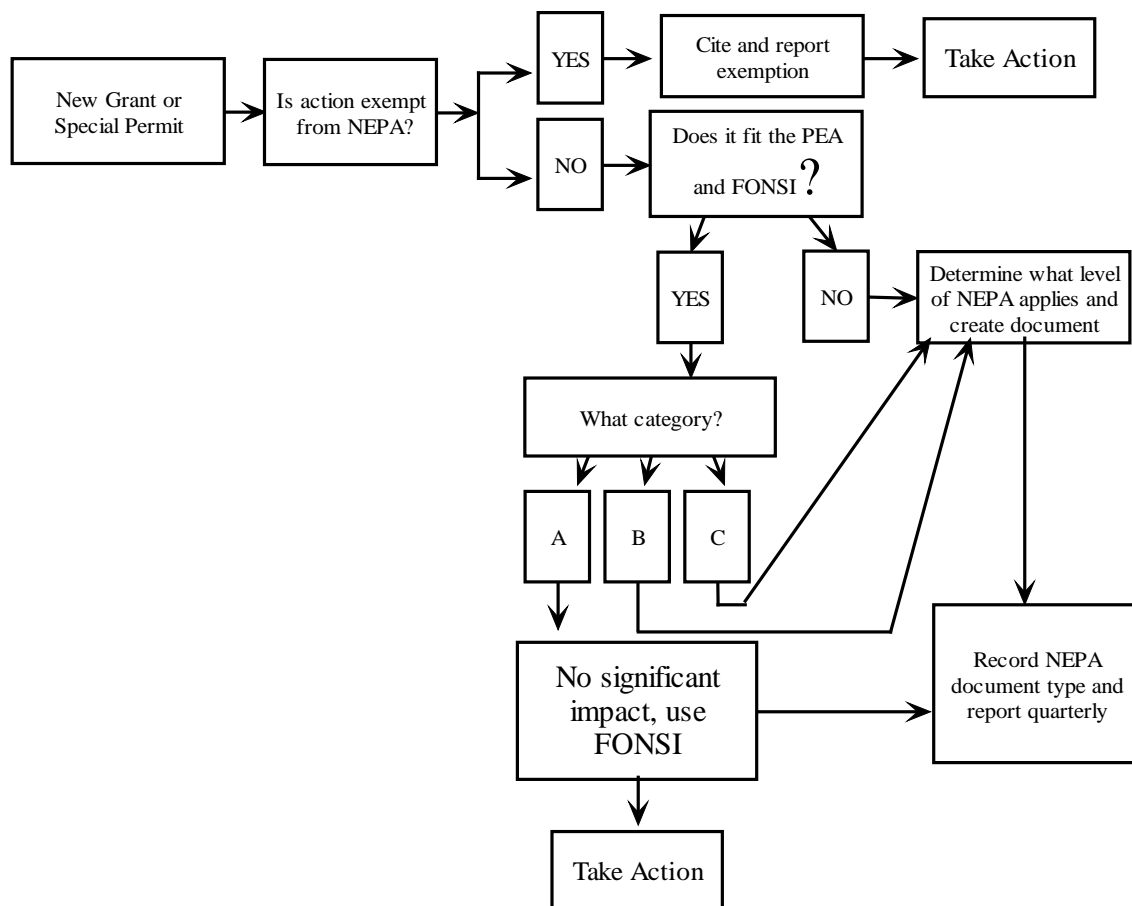 New Grant or
Special Permit
Is action exempt
from NEPA?
YES
Cite and report
exemption
Take Action
NO
Does it fit the PEA
and FONSI ?
YES
NO
Determine what level
of NEPA applies and
create document
What category?
A
B
C
No significant
impact, use
FONSI
Record NEPA
document type and
report quarterly
Take Action